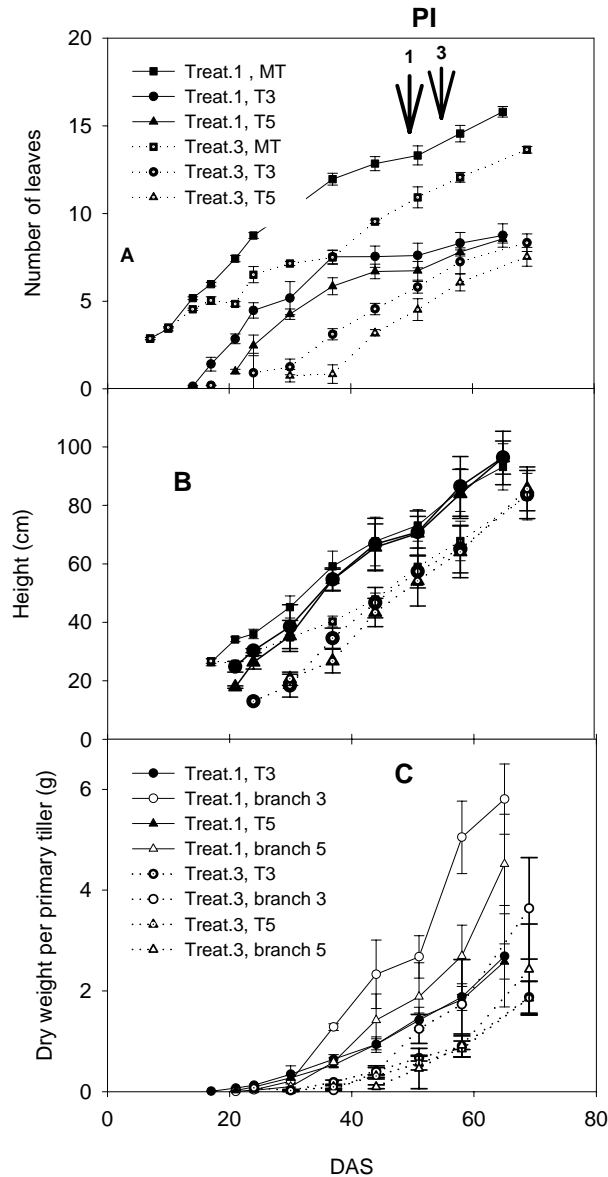 PI
20
15
10
5
0
Number of leaves
Treat.1 , MT
Treat.1, T3
Treat.1, T5
Treat.3, MT
Treat.3, T3
Treat.3, T5
1
3
A
100
80
60
40
20
0
Height (cm)
B
6
4
2
0
Dry weight per primary tiller (g)
Treat.1, T3
Treat.1, branch 3
Treat.1, T5
Treat.1, branch 5
Treat.3, T3
Treat.3, branch 3
Treat.3, T5
Treat.3, branch 5
C
0
20
40
60
80
DAS